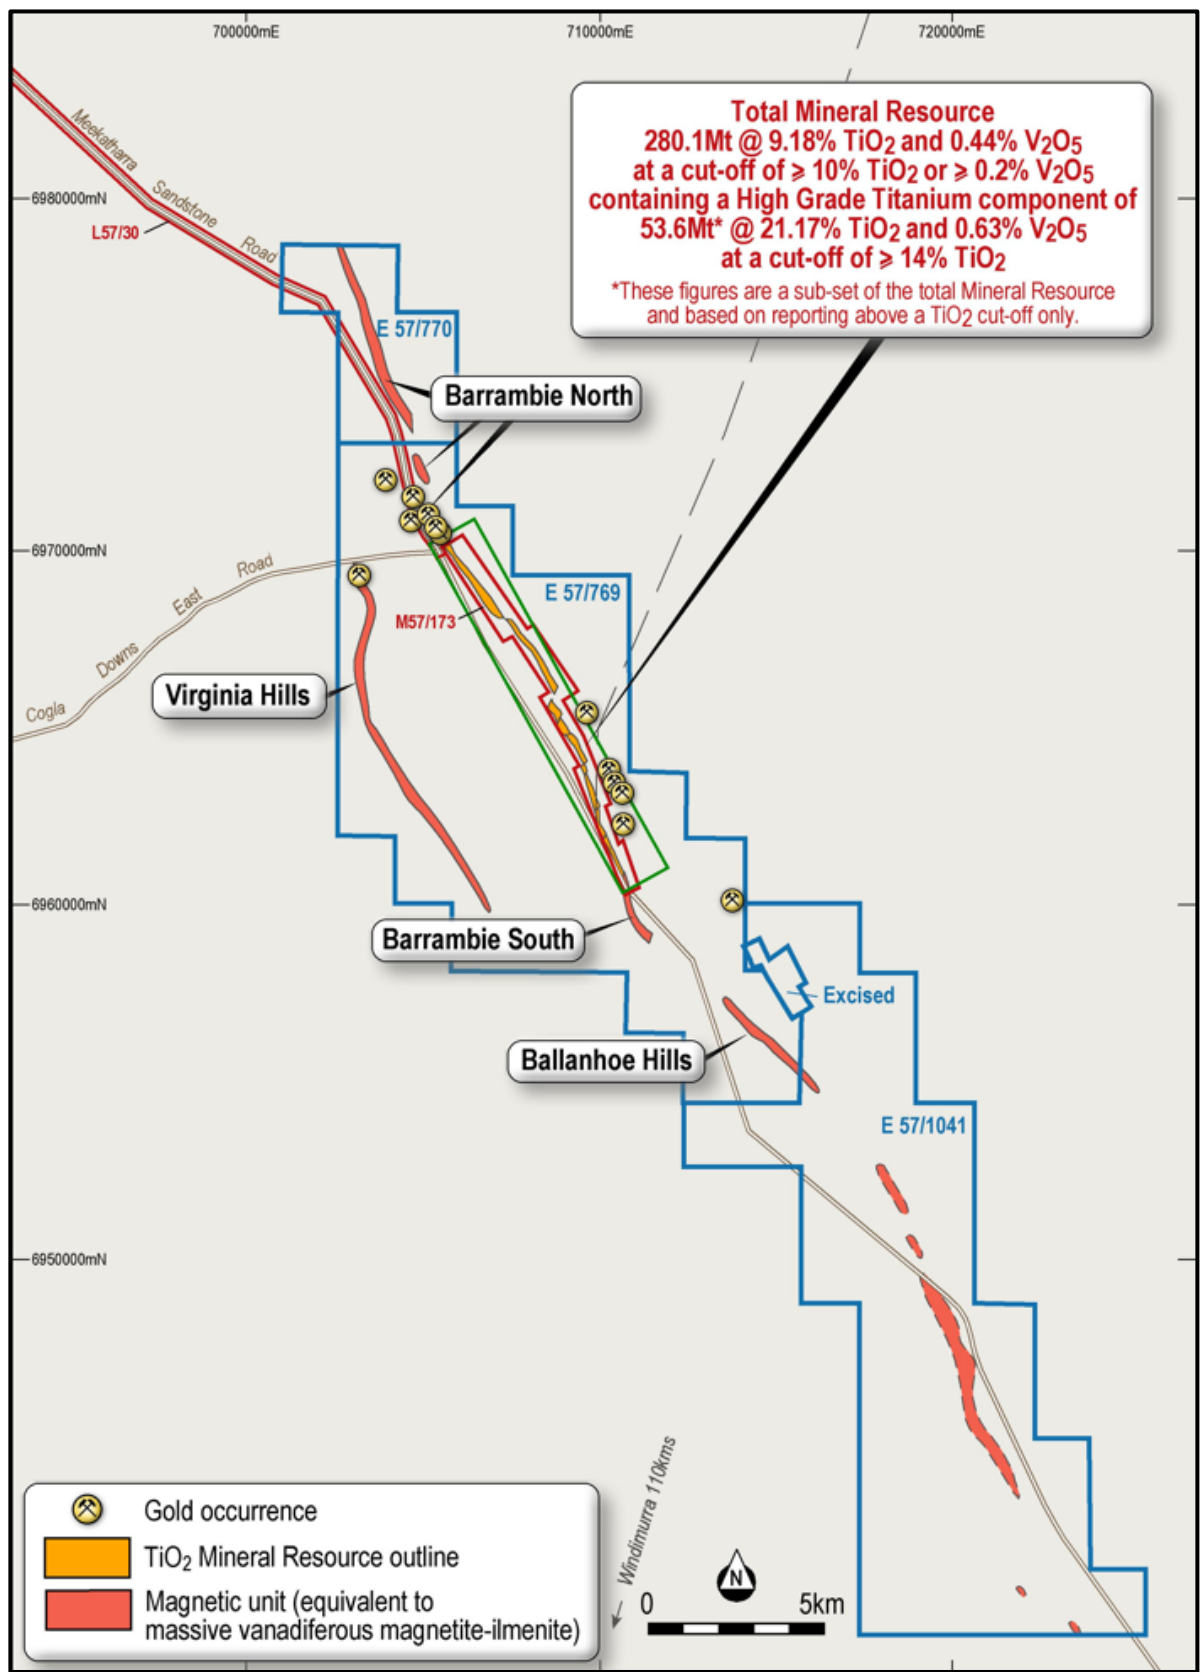 700000mE
710000mE
720000mE
Total Mineral Resource
280.1Mt @ 9.18% TiO2 and 0.44% V2O5
at a cut-off of ⩾ 10% TiO2 or ⩾ 0.2% V2O5
containing a High Grade Titanium component of
53.6Mt* @ 21.17% TiO2 and 0.63% V2O5
at a cut-off of ⩾ 14% TiO2
*These figures are a sub-set of the total Mineral Resource
and based on reporting above a TiO2 cut-off only.
Meekatharra
Sandstone
Road
6980000mN
L57/30
E 57/770
Barrambie North
6970000mN
Cogla Downs East Road
E 57/769
M57/173
Virginia Hills
6960000mN
Barrambie South
Excised
Ballanhoe Hills
E 57/1041
6950000mN
Windimurra 110kms
Gold occurrence
TiO2 Mineral Resource outline
Magnetic unit (equivalent to
massive vanadiferous magnetite-ilmenite)
N
0
5km